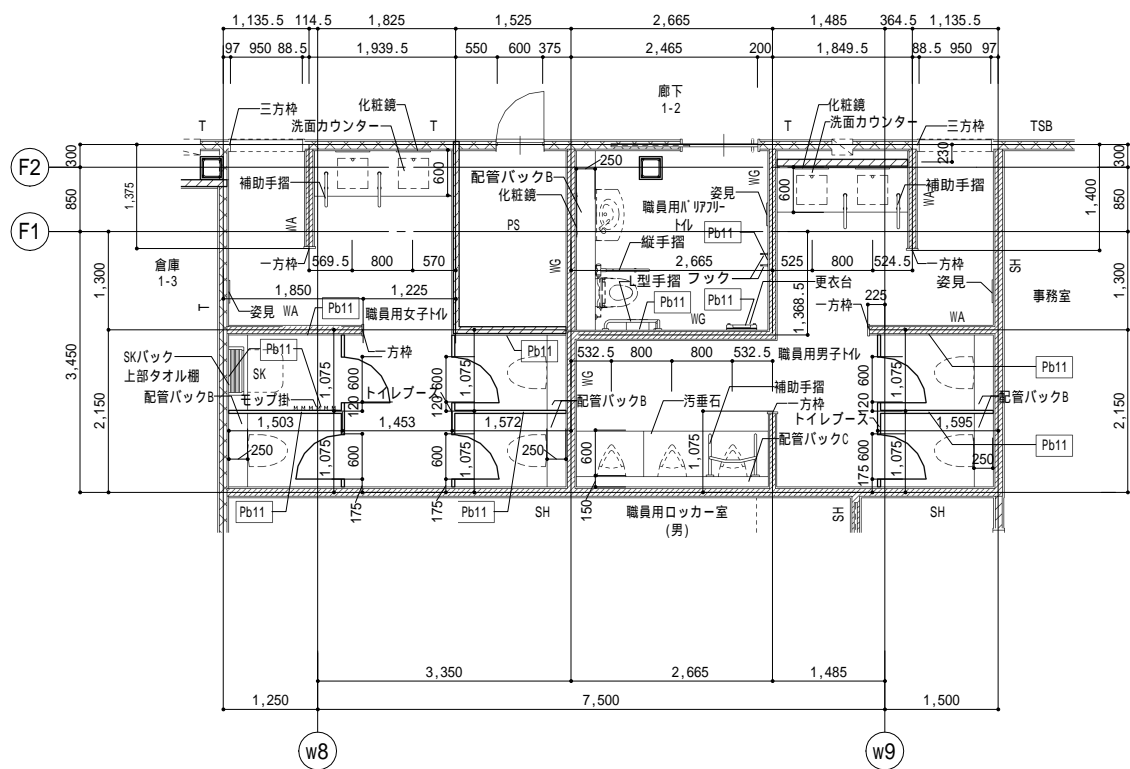 1,135.5 114.5 1,825 1,525 2,665 1,485 364.5 1,135.5
97 950 88.5 1,939.5 550 600 375 2,465 200 1,849.5 88.5 950 97
廊下
1-2
三方枠
化粧鏡
洗面カウンター
T
T
T
化粧鏡
洗面カウンター
三方枠
TSB
F2
300
850
F1
1,375
600
250
230
300
850
1,400
補助手摺
配管パックB
化粧鏡
姿見
WG
職員用バリアフリー
トイレ
Pb11
600
補助手摺
WA
WA
PS
WG
縦手摺
2,665
L型手摺
フック
更衣台
倉庫
1-3
一方枠
569.5 800 570
525 800 524.5
一方枠
SH
事務室
姿見
1,300
1,300
T
1,850 1,225
姿見 WA
Pb11
職員用女子トイレ
Pb11
Pb11
WG
1,368.5
225
一方枠
WA
3,450
2,150
2,150
SKパック
上部タオル棚
配管パックB
Pb11
SK
モップ掛
一方枠
トイレブース
Pb11
配管パックB
532.5 800 800 532.5
WG
職員用男子トイレ
補助手摺
汚垂石
一方枠
トイレブース
配管パックC
Pb11
配管パックB
Pb11
1,075
600
120
1,075
600
120
1,075
600
120
1,503 1,453 1,572
1,595
250
250
250
1,075
600
175
1,075
600
175
600
150
1,075
1,075
600
175
Pb11
Pb11
SH
職員用ロッカー室
(男)
SH
SH
3,350 2,665 1,485
1,250 7,500 1,500
W8
W9